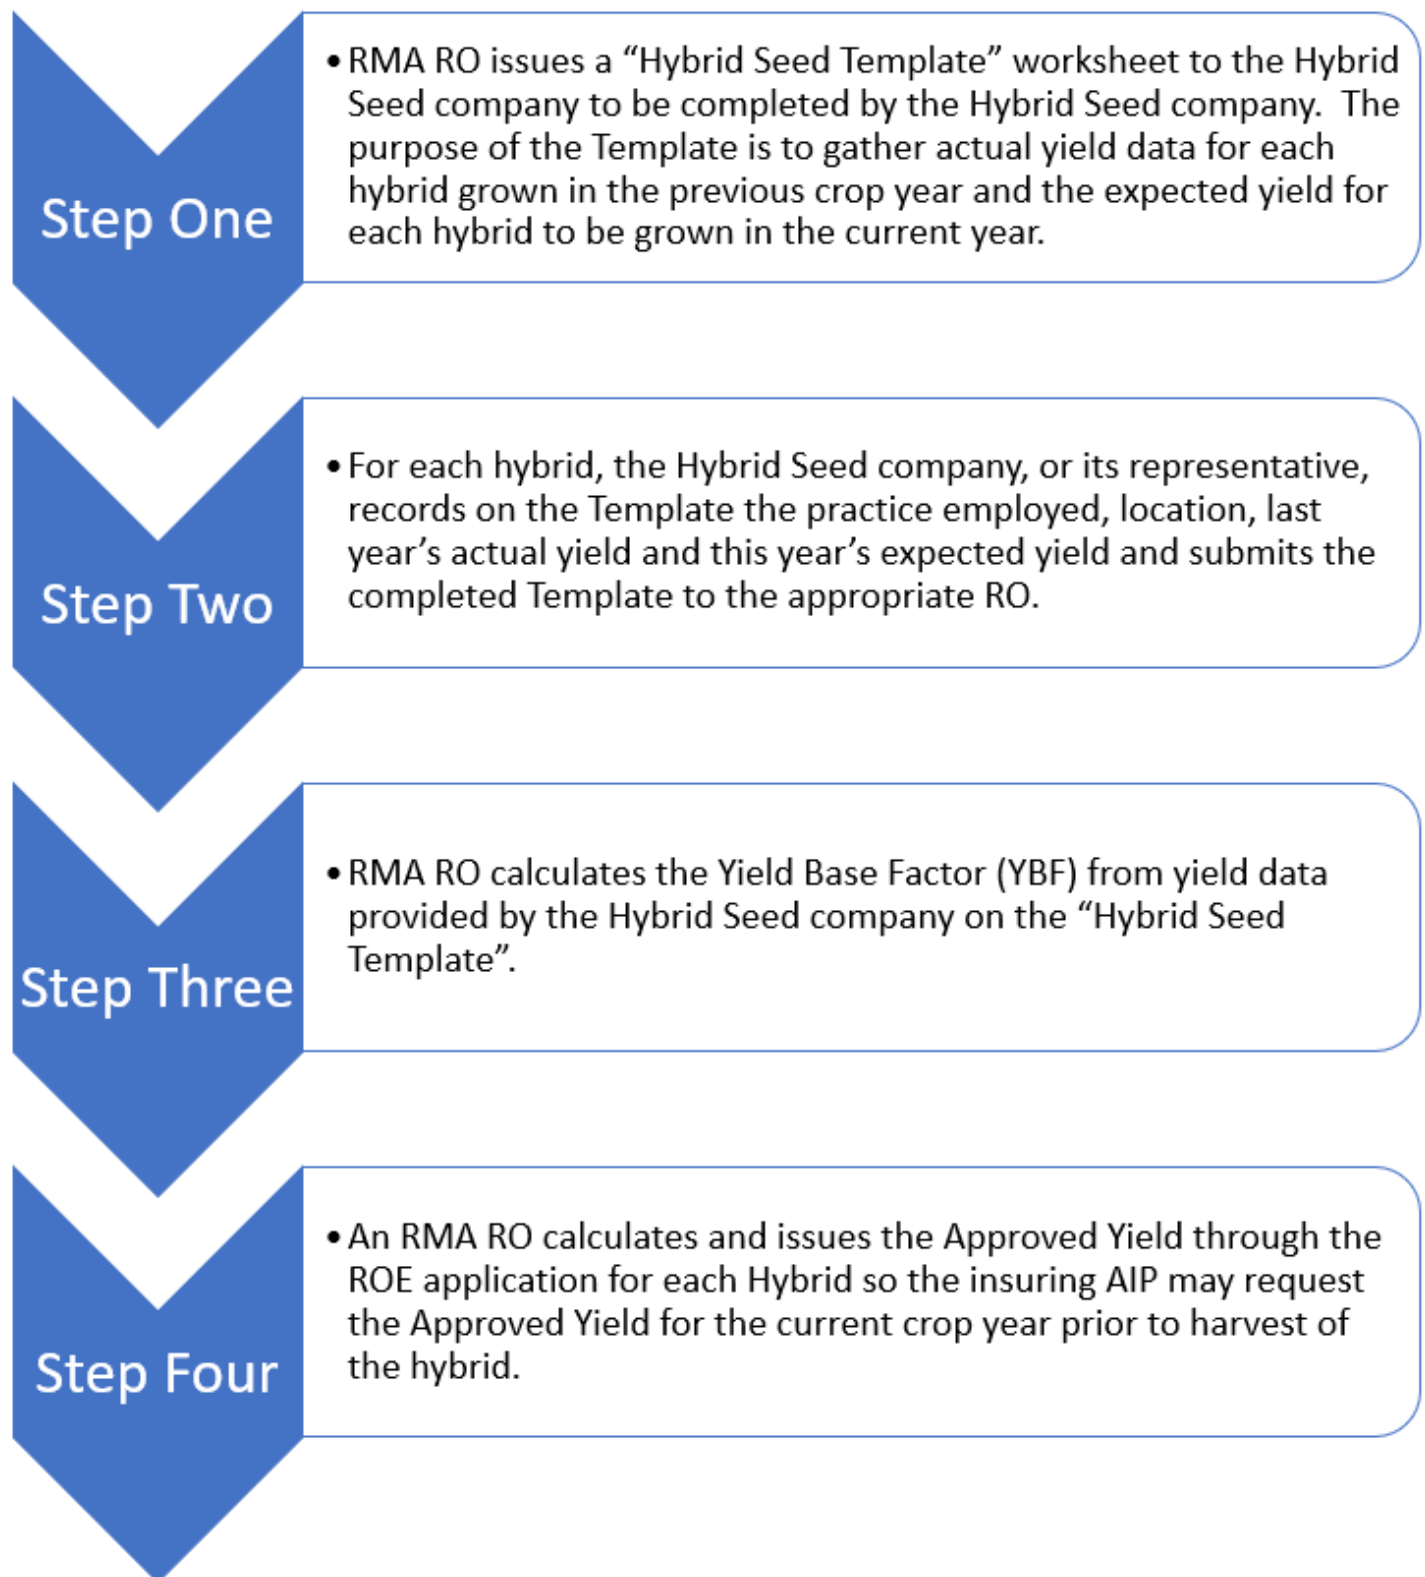 Step One
• RMA RO issues a “Hybrid Seed Template” worksheet to the Hybrid
Seed company to be completed by the Hybrid Seed company.  The
purpose of the Template is to gather actual yield data for each
hybrid grown in the previous crop year and the expected yield for
each hybrid to be grown in the current year.
Step Two
• For each hybrid, the Hybrid Seed company, or its representative,
records on the Template the practice employed, location, last
year’s actual yield and this year’s expected yield and submits the
completed Template to the appropriate RO.
Step Three
• RMA RO calculates the Yield Base Factor (YBF) from yield data
provided by the Hybrid Seed company on the “Hybrid Seed
Template”.
Step Four
• An RMA RO calculates and issues the Approved Yield through the
ROE application for each Hybrid so the insuring AIP may request
the Approved Yield for the current crop year prior to harvest of
the hybrid.